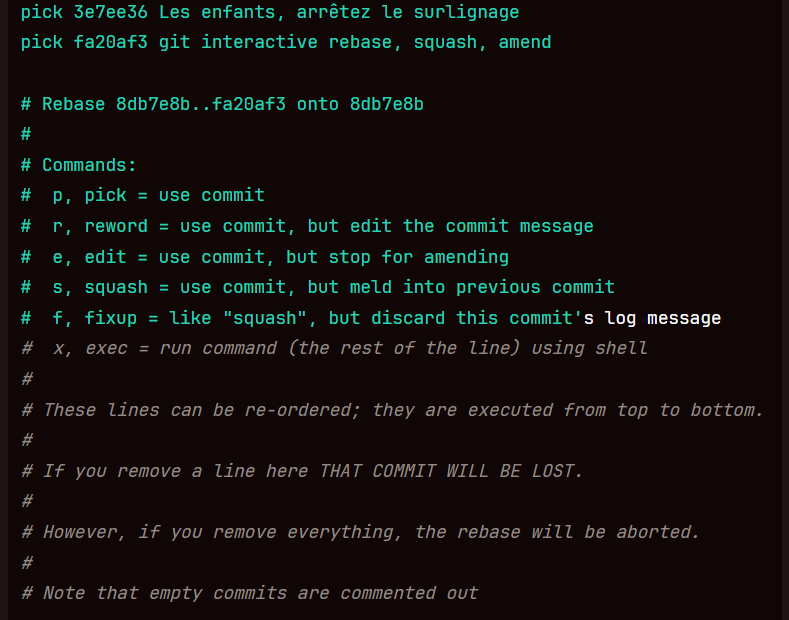 pick 3e7ee36 Les enfants, arrêtez le surlignage
pick fa20af3 git interactive rebase, squash, amend

# Rebase 8db7e8b..fa20af3 onto 8db7e8b
#
# Commands:
#  p, pick = use commit
#  r, reword = use commit, but edit the commit message
#  e, edit = use commit, but stop for amending
#  s, squash = use commit, but meld into previous commit
#  f, fixup = like "squash", but discard this commit's log message
#  x, exec = run command (the rest of the line) using shell
#
# These lines can be re-ordered; they are executed from top to bottom.
#
# If you remove a line here THAT COMMIT WILL BE LOST.
#
# However, if you remove everything, the rebase will be aborted.
#
# Note that empty commits are commented out